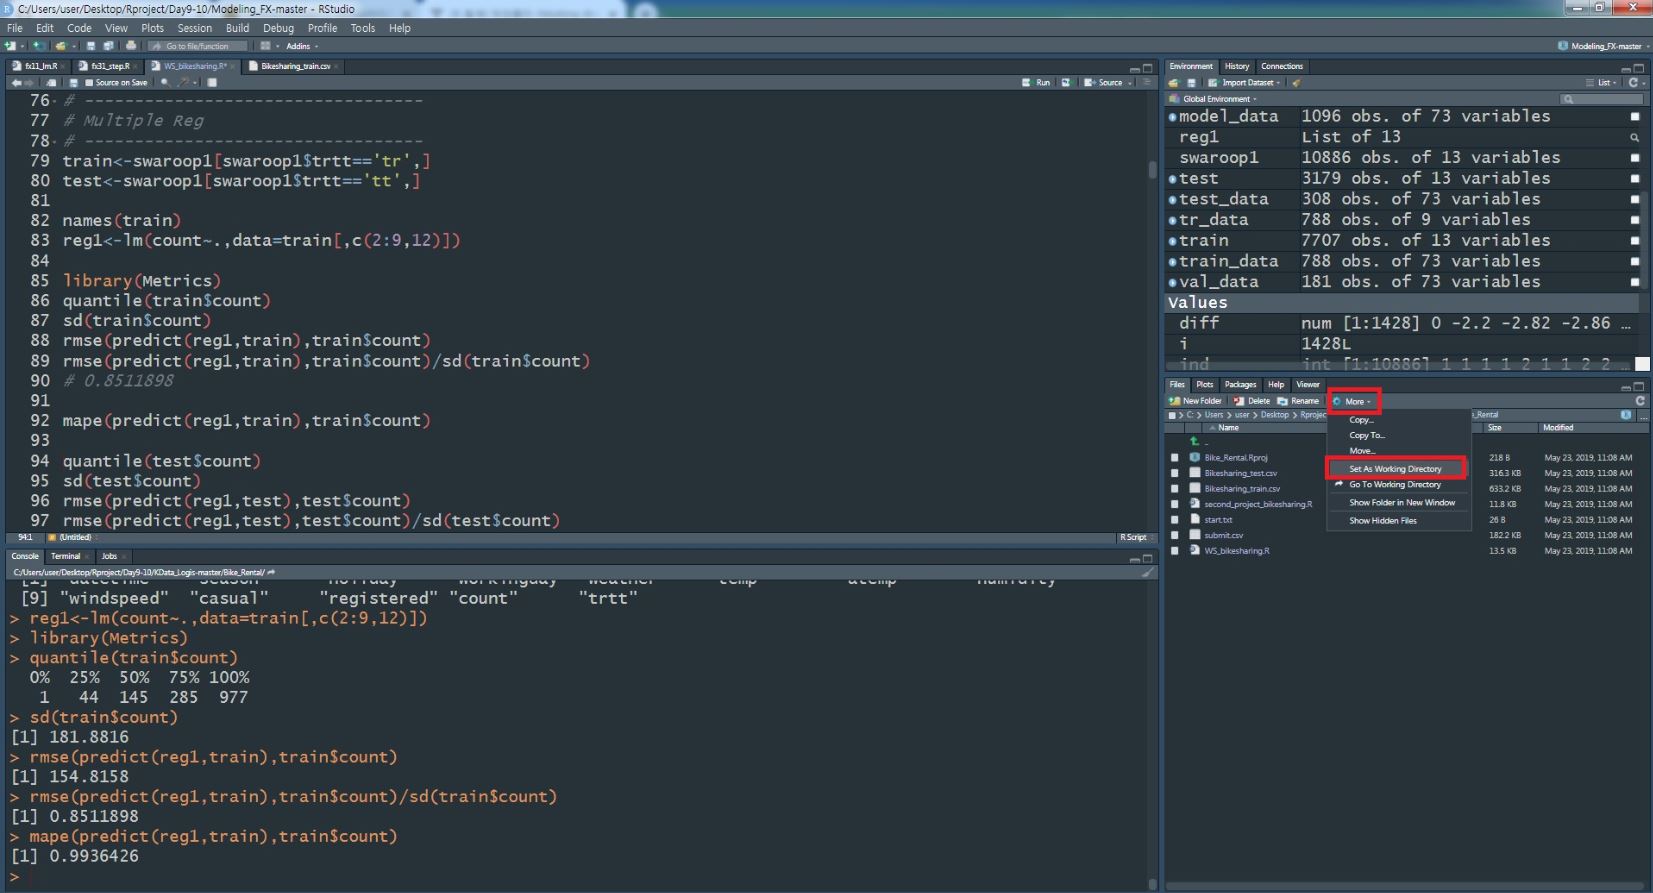 C:/Users/user/Desktop/Rproject/Day9-10/Modeling_FX-master - RStudio
File Edit Code View Plots Session Build Debug Profile Tools Help
Go to file/function Addins Modeling_FX-master
fx11_lm.R fx31_step.R WS_bikesharing.R* Bikesharing_train.csv
Source on Save Run Source
76 # ----------------------------------
77 # Multiple Reg
78 # ----------------------------------
79 train<-swaroop1[swaroop1$trtt=='tr',]
80 test<-swaroop1[swaroop1$trtt=='tt',]
81
82 names(train)
83 reg1<-lm(count~.,data=train[,c(2:9,12)])
84
85 library(Metrics)
86 quantile(train$count)
87 sd(train$count)
88 rmse(predict(reg1,train),train$count)
89 rmse(predict(reg1,train),train$count)/sd(train$count)
90 # 0.8511898
91
92 mape(predict(reg1,train),train$count)
93
94 quantile(test$count)
95 sd(test$count)
96 rmse(predict(reg1,test),test$count)
97 rmse(predict(reg1,test),test$count)/sd(test$count)
94:1 (Untitled) R Script
Console Terminal Jobs
C:/Users/user/Desktop/Rproject/Day9-10/KData_Logis-master/Bike_Rental/
[1] "datetime" "season" "holiday" "workingday" "weather" "temp" "atemp" "humidity"
[9] "windspeed" "casual" "registered" "count" "trtt"
> reg1<-lm(count~.,data=train[,c(2:9,12)])
> library(Metrics)
> quantile(train$count)
0% 25% 50% 75% 100%
1 44 145 285 977
> sd(train$count)
[1] 181.8816
> rmse(predict(reg1,train),train$count)
[1] 154.8158
> rmse(predict(reg1,train),train$count)/sd(train$count)
[1] 0.8511898
> mape(predict(reg1,train),train$count)
[1] 0.9936426
>
Environment History Connections
Import Dataset List
Global Environment
model_data 1096 obs. of 73 variables
reg1 List of 13
swaroop1 10886 obs. of 13 variables
test 3179 obs. of 13 variables
test_data 308 obs. of 73 variables
tr_data 788 obs. of 9 variables
train 7707 obs. of 13 variables
train_data 788 obs. of 73 variables
val_data 181 obs. of 73 variables
Values
diff num [1:1428] 0 -2.2 -2.82 -2.86 ...
i 1428L
ind int [1:10886] 1 1 1 1 2 1 1 2 2 ...
Files Plots Packages Help Viewer
New Folder Delete Rename More
C: > Users > user > Desktop > Rprojec e_Rental
Name Size Modified
..
Bike_Rental.Rproj 218 B May 23, 2019, 11:08 AM
Bikesharing_test.csv 316.3 KB May 23, 2019, 11:08 AM
Bikesharing_train.csv 633.2 KB May 23, 2019, 11:08 AM
second_project_bikesharing.R 11.8 KB May 23, 2019, 11:08 AM
start.txt 26 B May 23, 2019, 11:08 AM
submit.csv 182.2 KB May 23, 2019, 11:08 AM
WS_bikesharing.R 13.5 KB May 23, 2019, 11:08 AM
Copy...
Copy To...
Move...
Set As Working Directory
Go To Working Directory
Show Folder in New Window
Show Hidden Files